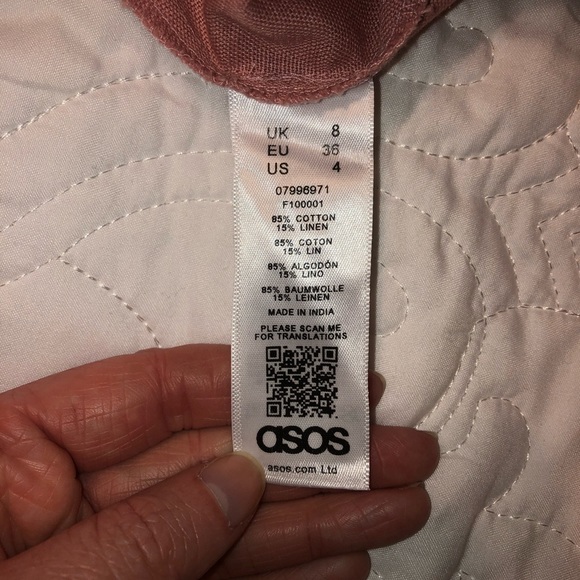 UK 8
EU 36
US 4
07996971
F100001
85% COTTON
15% LINEN
85% COTON
15% LIN
85% ALGODÓN
15% LINO
85% BAUMWOLLE
15% LEINEN
MADE IN INDIA
PLEASE SCAN ME
FOR TRANSLATIONS
asos
asos.com Ltd